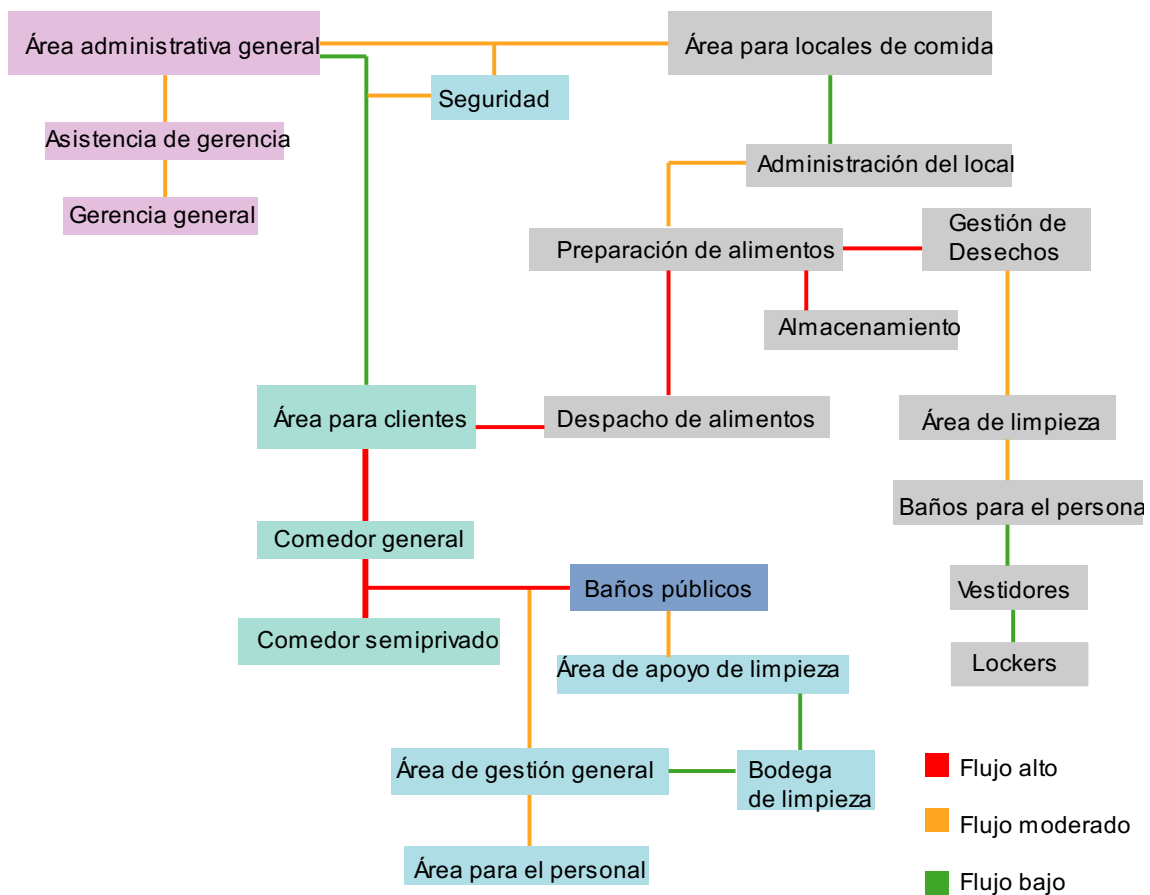 Área administrativa general
Área para locales de comida
Seguridad
Asistencia de gerencia
Administración del local
Gerencia general
Preparación de alimentos
Gestión de
Desechos
Almacenamiento
Área para clientes
Despacho de alimentos
Área de limpieza
Baños para el persona
Comedor general
Baños públicos
Vestidores
Comedor semiprivado
Área de apoyo de limpieza
Lockers
Área de gestión general
Bodega
de limpieza
Área para el personal
Flujo alto
Flujo moderado
Flujo bajo